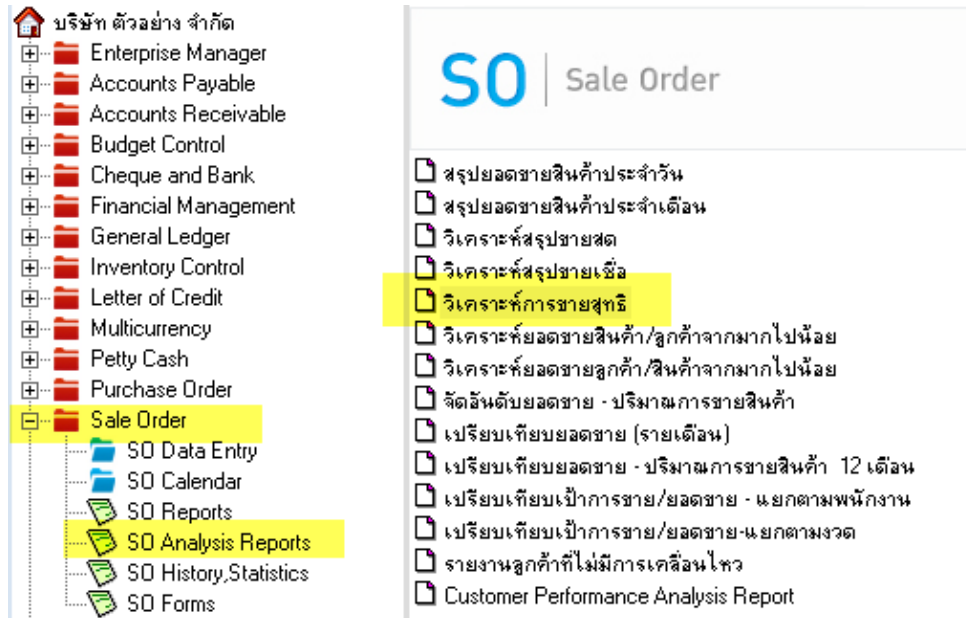 บริษัท ตัวอย่าง จำกัด
Enterprise Manager
Accounts Payable
Accounts Receivable
Budget Control
Cheque and Bank
Financial Management
General Ledger
Inventory Control
Letter of Credit
Multicurrency
Petty Cash
Purchase Order
Sale Order
SO Data Entry
SO Calendar
SO Reports
SO Analysis Reports
SO History,Statistics
SO Forms
SO | Sale Order
สรุปยอดขายสินค้าประจำวัน
สรุปยอดขายสินค้าประจำเดือน
วิเคราะห์สรุปขายสด
วิเคราะห์สรุปขายเชื่อ
วิเคราะห์การขายสุทธิ
วิเคราะห์ยอดขายสินค้า/ลูกค้าจากมากไปน้อย
วิเคราะห์ยอดขายลูกค้า/สินค้าจากมากไปน้อย
จัดอันดับยอดขาย - ปริมาณการขายสินค้า
เปรียบเทียบยอดขาย (รายเดือน)
เปรียบเทียบยอดขาย - ปริมาณการขายสินค้า 12 เดือน
เปรียบเทียบเป้าการขาย/ยอดขาย - แยกตามพนักงาน
เปรียบเทียบเป้าการขาย/ยอดขาย-แยกตามงวด
รายงานลูกค้าที่ไม่มีการเคลื่อนไหว
Customer Performance Analysis Report